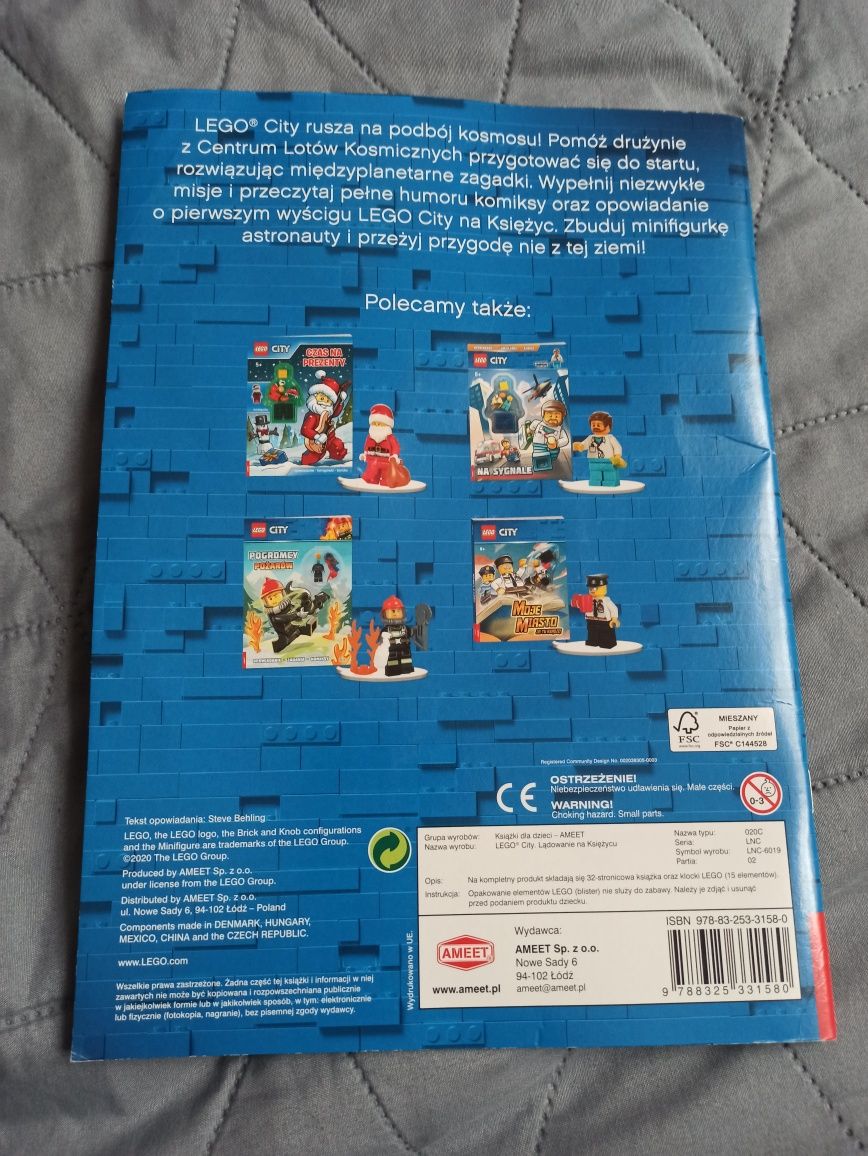 LEGO® City rusza na podbój kosmosu! Pomóż drużynie
z Centrum Lotów Kosmicznych przygotować się do startu,
rozwiązując międzyplanetarne zagadki. Wypełnij niezwykłe
misje i przeczytaj pełne humoru komiksy oraz opowiadanie
o pierwszym wyścigu LEGO City na Księżyc. Zbuduj minifigurkę
astronauty i przeżyj przygodę nie z tej ziemi!
Polecamy także:
LEGO CITY
CZAS NA
PREZENTY
LEGO CITY
NA SYGNALE
LEGO CITY
POGROMCY
POŻARÓW
LEGO CITY
MOJE
MIASTO
FSC
www.fsc.org
MIESZANY
Papier z
odpowiedzialnych źródeł
FSC® C144528
Registered Community Design No. 002038305-0003
CE
OSTRZEŻENIE!
Niebezpieczeństwo udławienia się. Małe części.
WARNING!
Choking hazard. Small parts.
0-3
Tekst opowiadania: Steve Behling
LEGO, the LEGO logo, the Brick and Knob configurations
and the Minifigure are trademarks of the LEGO Group.
©2020 The LEGO Group.
Produced by AMEET Sp. z o.o.
under license from the LEGO Group.
Distributed by AMEET Sp. z o.o.
ul. Nowe Sady 6, 94-102 Łódź – Poland
Components made in DENMARK, HUNGARY,
MEXICO, CHINA and the CZECH REPUBLIC.
www.LEGO.com
Wszelkie prawa zastrzeżone. Żadna część tej książki i informacji w niej
zawartych nie może być kopiowana i rozpowszechniana publicznie
w jakiejkolwiek formie lub w jakikolwiek sposób, w tym: elektronicznie
lub fizycznie (fotokopia, nagranie), bez pisemnej zgody wydawcy.
Wydrukowano w UE.
Grupa wyrobów: Książki dla dzieci – AMEET
Nazwa wyrobu: LEGO® City. Lądowanie na Księżycu
Nazwa typu: 020C
Seria: LNC
Symbol wyrobu: LNC-6019
Partia: 02
Opis: Na kompletny produkt składają się 32-stronicowa książka oraz klocki LEGO (15 elementów).
Instrukcja: Opakowanie elementów LEGO (blister) nie służy do zabawy. Należy je zdjąć i usunąć
przed podaniem produktu dziecku.
AMEET
www.ameet.pl
Wydawca:
AMEET Sp. z o.o.
Nowe Sady 6
94-102 Łódź
ameet@ameet.pl
ISBN 978-83-253-3158-0
9 788325 331580